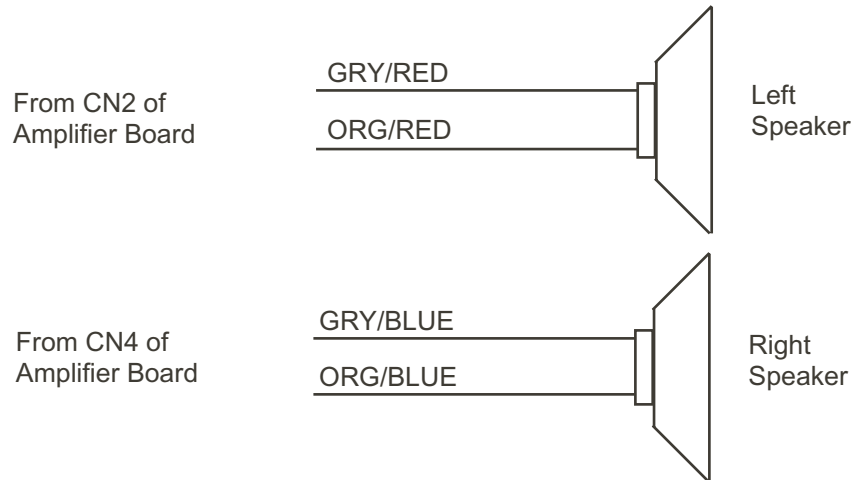 From CN2 of
Amplifier Board
GRY/RED
ORG/RED
Left
Speaker
From CN4 of
Amplifier Board
GRY/BLUE
ORG/BLUE
Right
Speaker